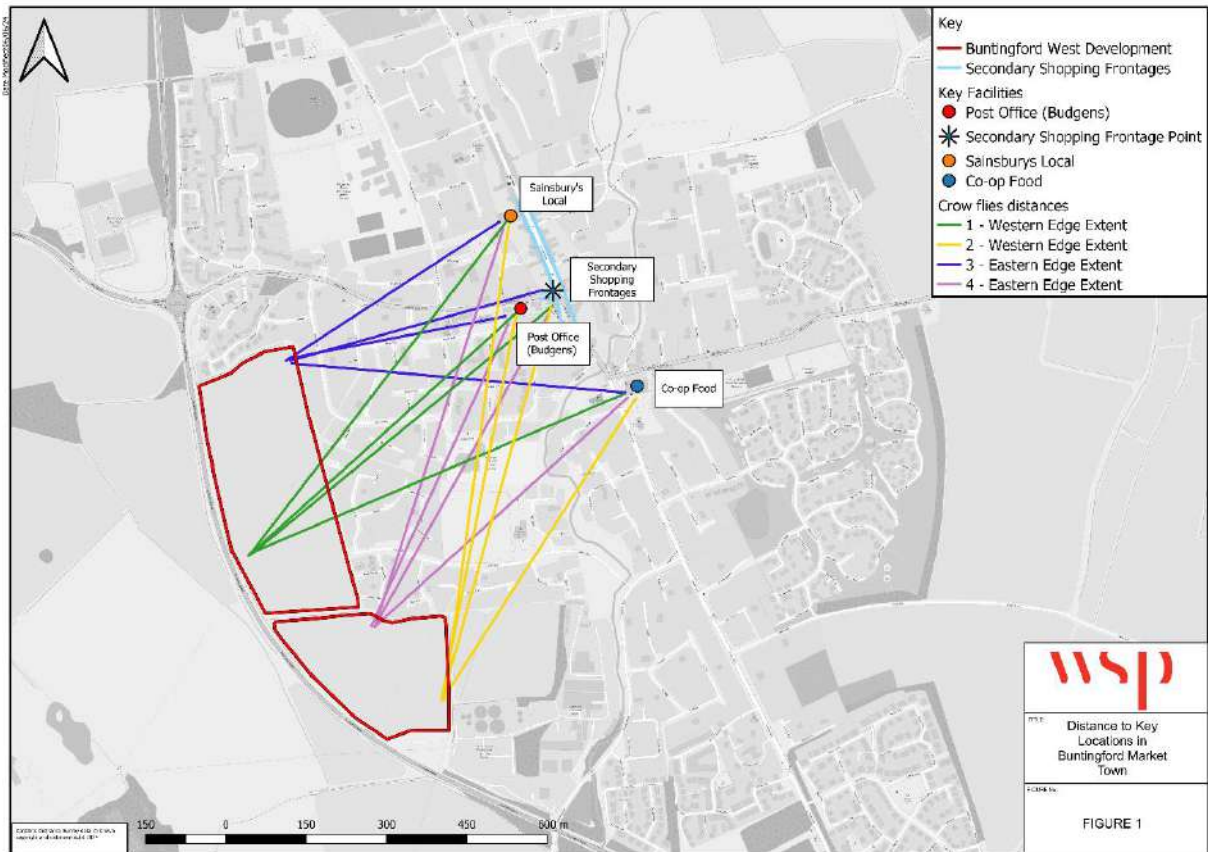 Key
Buntingford West Development
Secondary Shopping Frontages
Key Facilities
Post Office (Budgens)
Secondary Shopping Frontage Point
Sainsburys Local
Co-op Food
Crow flies distances
1 - Western Edge Extent
2 - Western Edge Extent
3 - Eastern Edge Extent
4 - Eastern Edge Extent
Sainsbury's
Local
Secondary
Shopping
Frontages
Post Office
(Budgens)
Co-op Food
wsp
TITLE:
Distance to Key
Locations in
Buntingford Market
Town
FIGURE No:
FIGURE 1
150
0
150
300
450
600 m